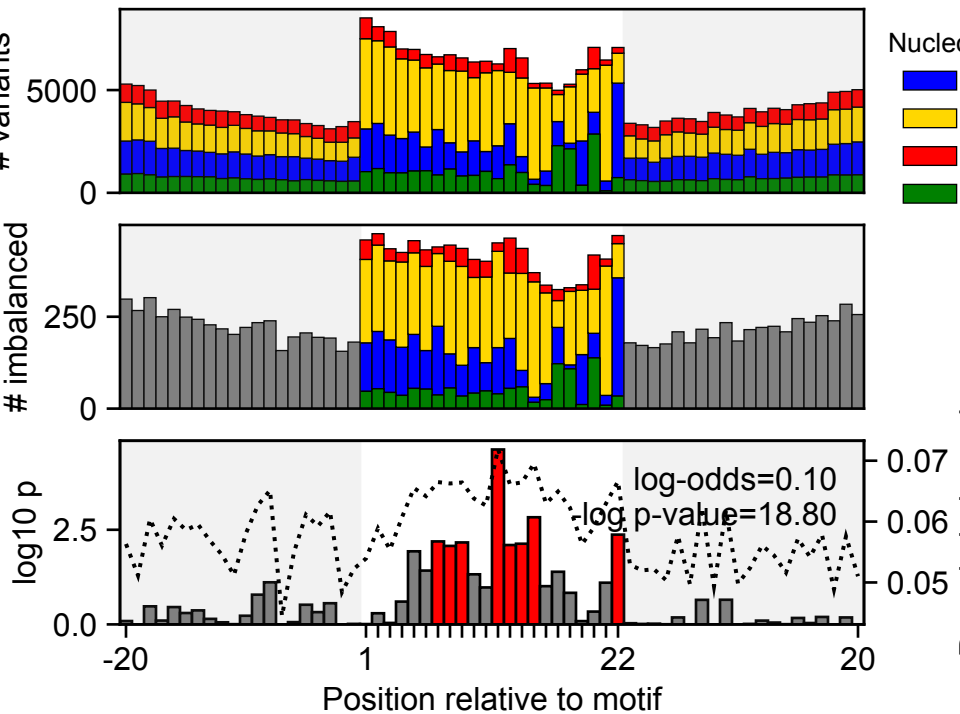 # variants
5000
0
Nucleo
# imbalanced
250
0
log10 p
2.5
0.0
log-odds=0.10
-log p-value=18.80
0.07
0.06
0.05
-20
1
22
20
Position relative to motif